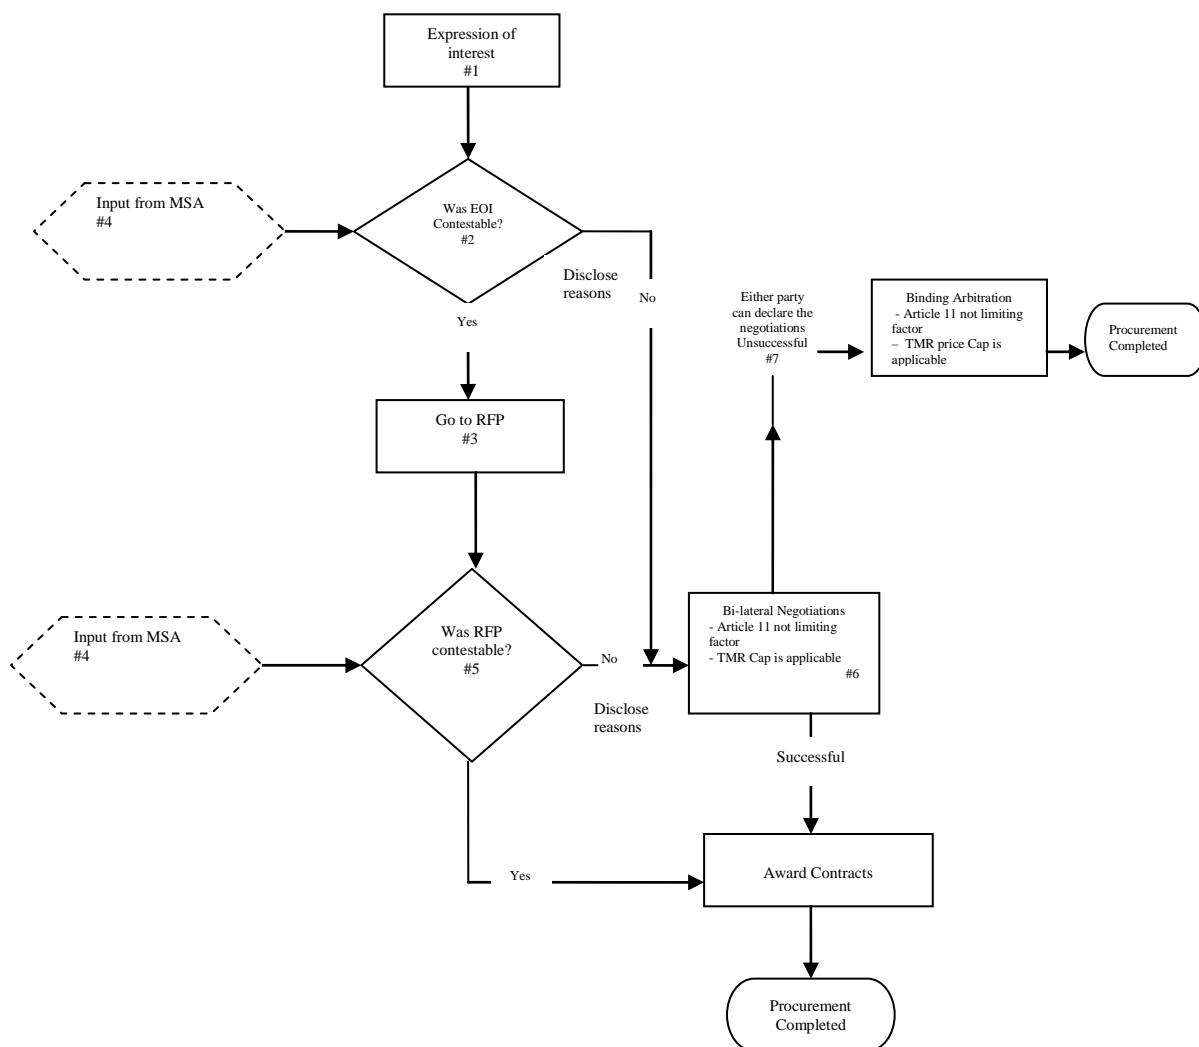 Expression of
interest
#1
Input from MSA
#4
Was EOI
Contestable?
#2
Disclose
reasons
No
Yes
Either party
can declare the
negotiations
Unsuccessful
#7
Binding Arbitration
- Article 11 not limiting
factor
– TMR price Cap is
applicable
Procurement
Completed
Go to RFP
#3
Input from MSA
#4
Was RFP
contestable?
#5
No
Disclose
reasons
Bi-lateral Negotiations
- Article 11 not limiting
factor
- TMR Cap is applicable
#6
Successful
Yes
Award Contracts
Procurement
Completed